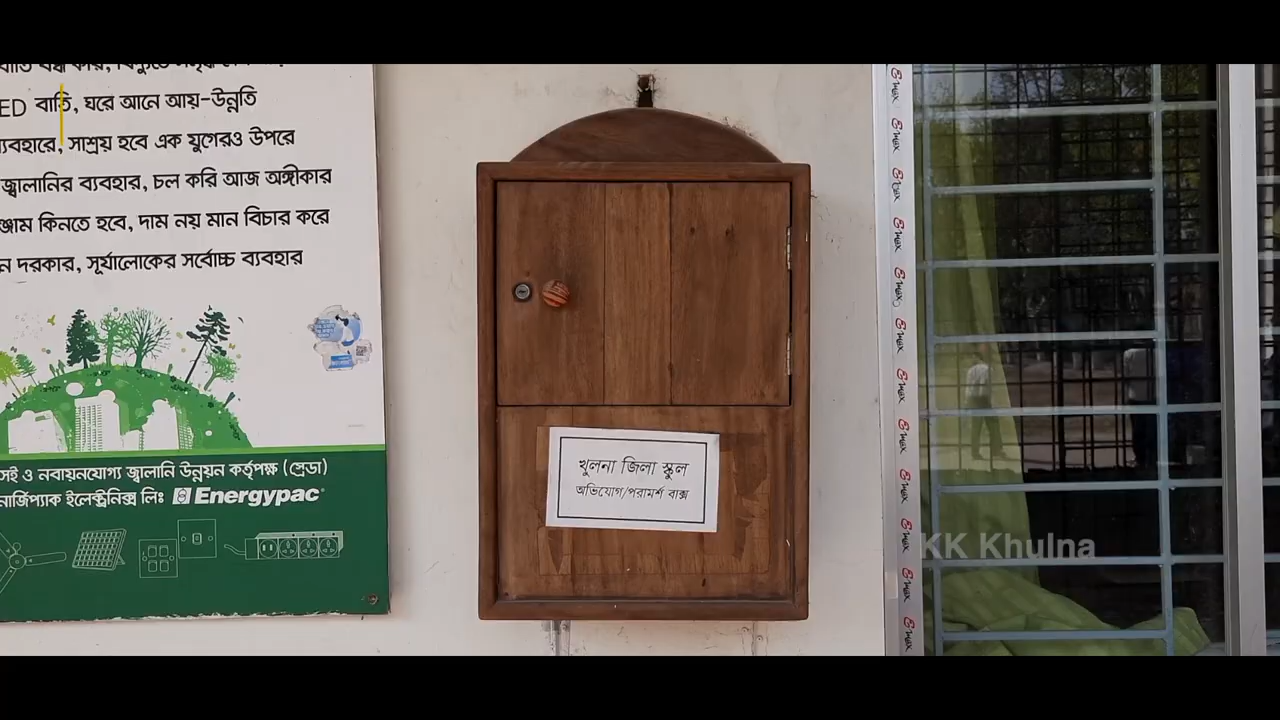 ED বাতি, ঘরে আনে আয়-উন্নতি
ব্যবহারে, সাশ্রয় হবে এক যুগেরও উপরে
জ্বালানির ব্যবহার, চল করি আজ অঙ্গীকার
ঞ্জাম কিনতে হবে, দাম নয় মান বিচার করে
ন দরকার, সূর্যালোকের সর্বোচ্চ ব্যবহার
সই ও নবায়নযোগ্য জ্বালানি উন্নয়ন কর্তৃপক্ষ (স্রেডা)
নার্জিপ্যাক ইলেক্ট্রনিক্স লিঃ Energypac
খুলনা জিলা স্কুল
অভিযোগ/পরামর্শ বাক্স
KK Khulna